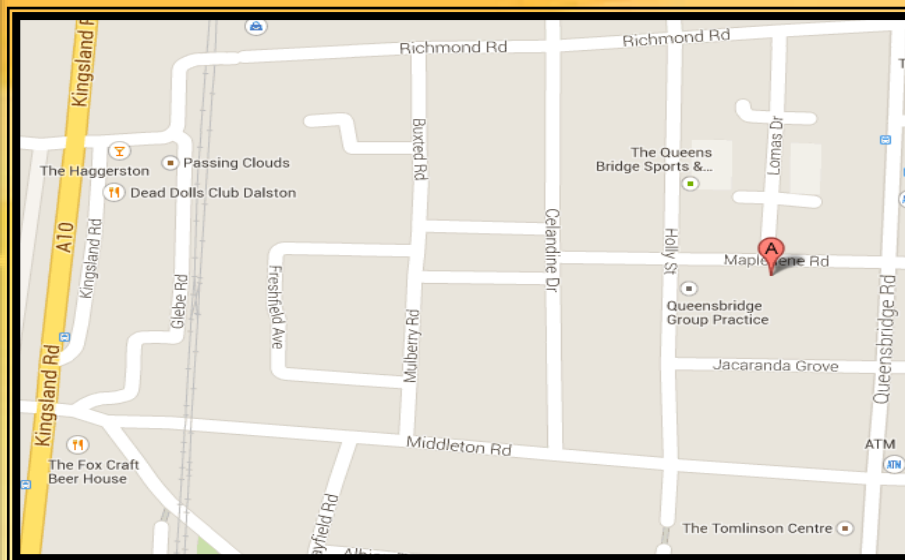 Kingsland Rd
Richmond Rd
Richmond Rd
The Haggerston
Passing Clouds
Dead Dolls Club Dalston
Buxted Rd
The Queens
Bridge Sports &...
Lomas Dr
A10
Kingsland Rd
Glebe Rd
Freshfield Ave
Celandine Dr
Holly St
A
Queensbridge
Group Practice
Mulberry Rd
Jacaranda Grove
Queensbridge Rd
Kingsland Rd
Middleton Rd
The Fox Craft
Beer House
ATM
ATM
The Tomlinson Centre